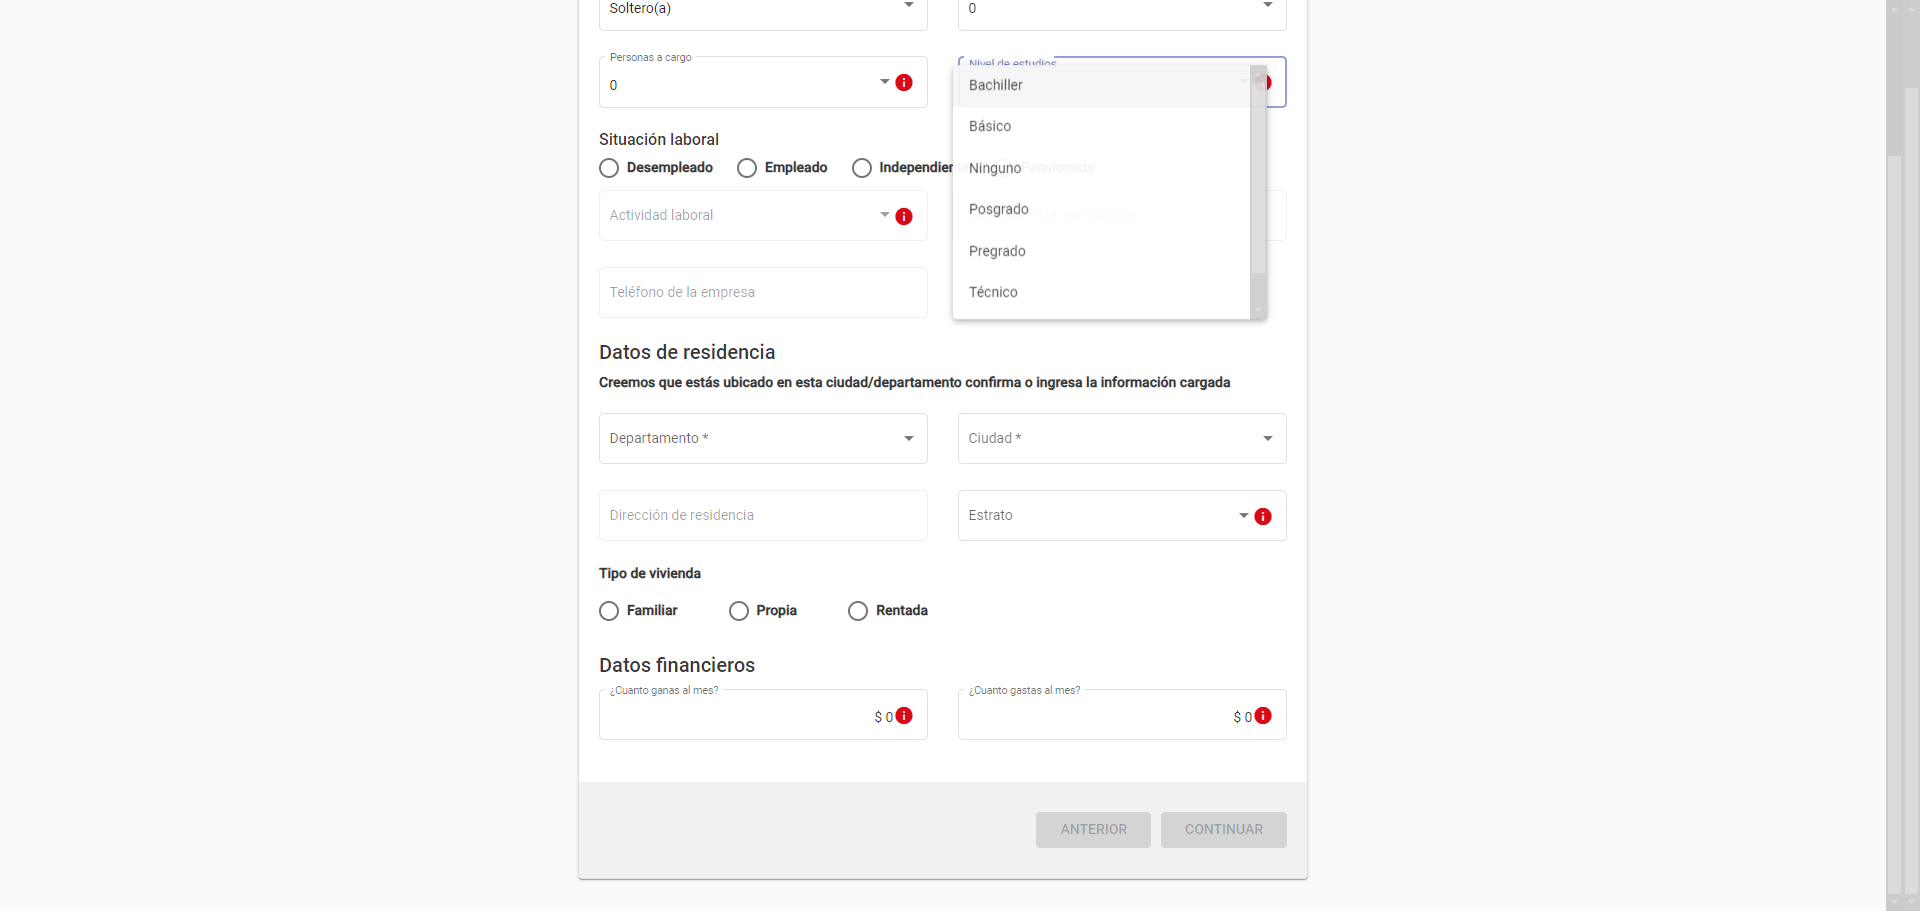 Soltero(a)
0
Personas a cargo
0
Nivel de estudios
Bachiller
Básico
Ninguno
Posgrado
Pregrado
Técnico
Situación laboral
Desempleado
Empleado
Independient
Pensionado
Actividad laboral
Teléfono de la empresa
Datos de residencia
Creemos que estás ubicado en esta ciudad/departamento confirma o ingresa la información cargada
Departamento *
Ciudad *
Dirección de residencia
Estrato
Tipo de vivienda
Familiar
Propia
Rentada
Datos financieros
¿Cuanto ganas al mes?
$ 0
¿Cuanto gastas al mes?
$ 0
ANTERIOR
CONTINUAR